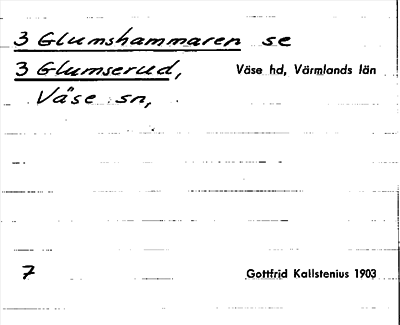 3 Glumshammaren se
3 Glumserud,
Väse hd, Värmlands län
Väse sn,
7
Gottfrid Kallstenius 1903